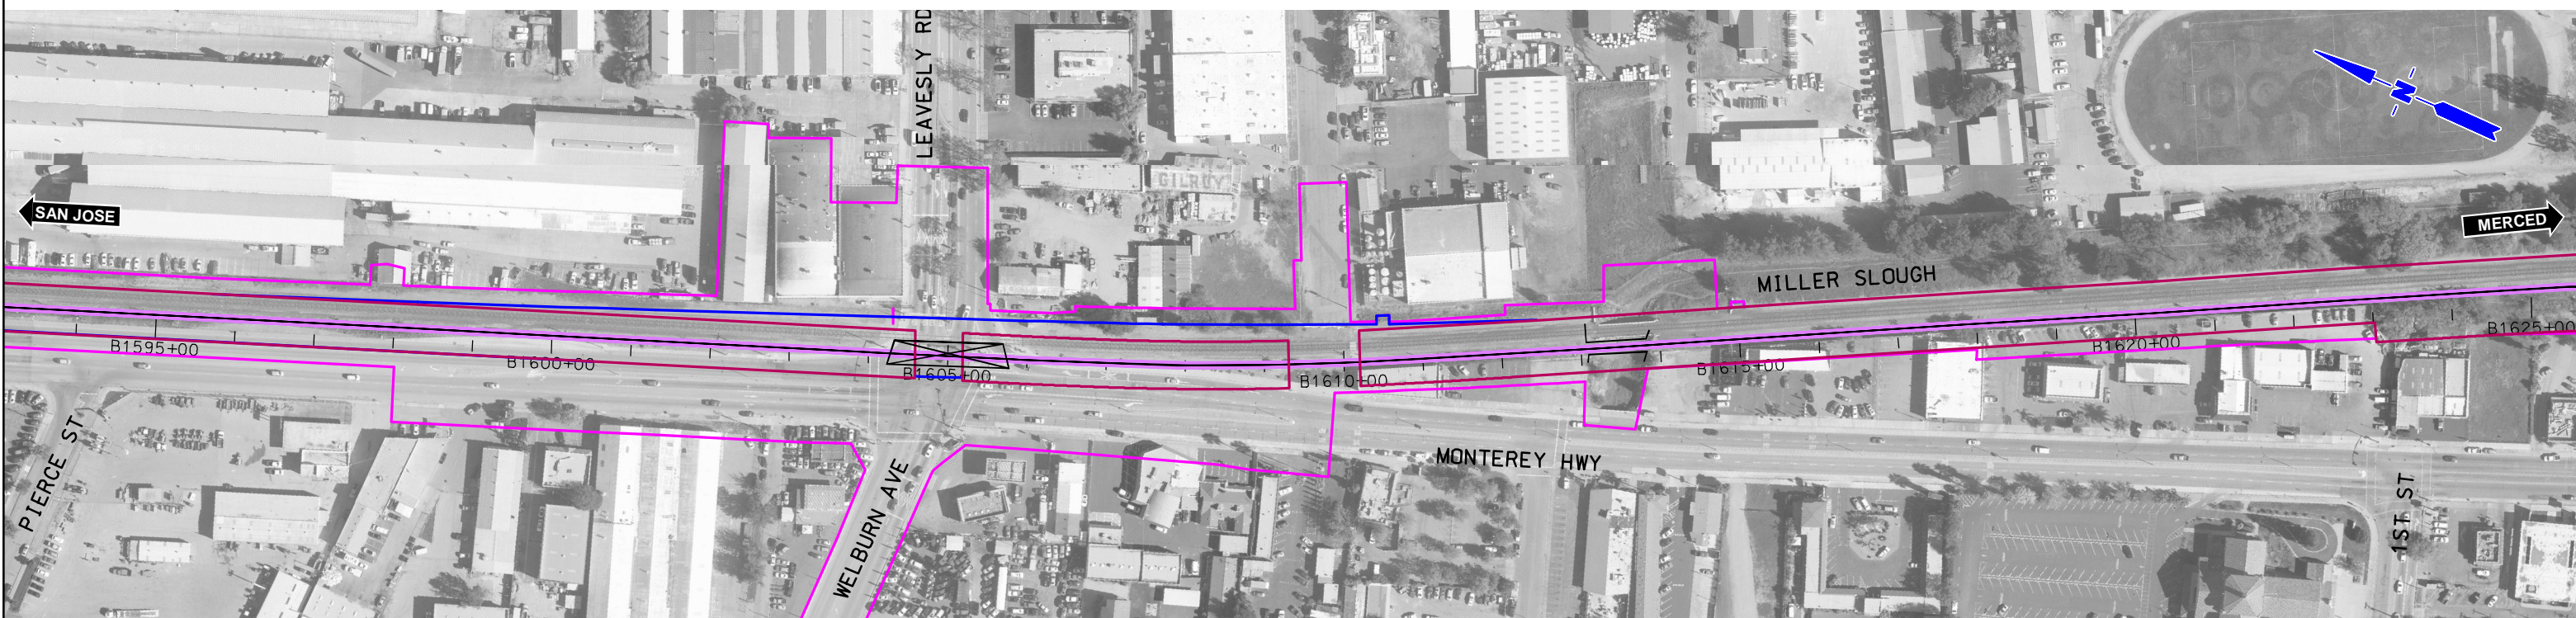 LEAVESLY RD
N
GILROY
SAN JOSE
MERCED
MILLER SLOUGH
B1595+00
B1600+00
B1605+00
B1610+00
B1615+00
B1620+00
B1625+00
PIERCE ST
WELBURN AVE
MONTEREY HWY
1ST ST